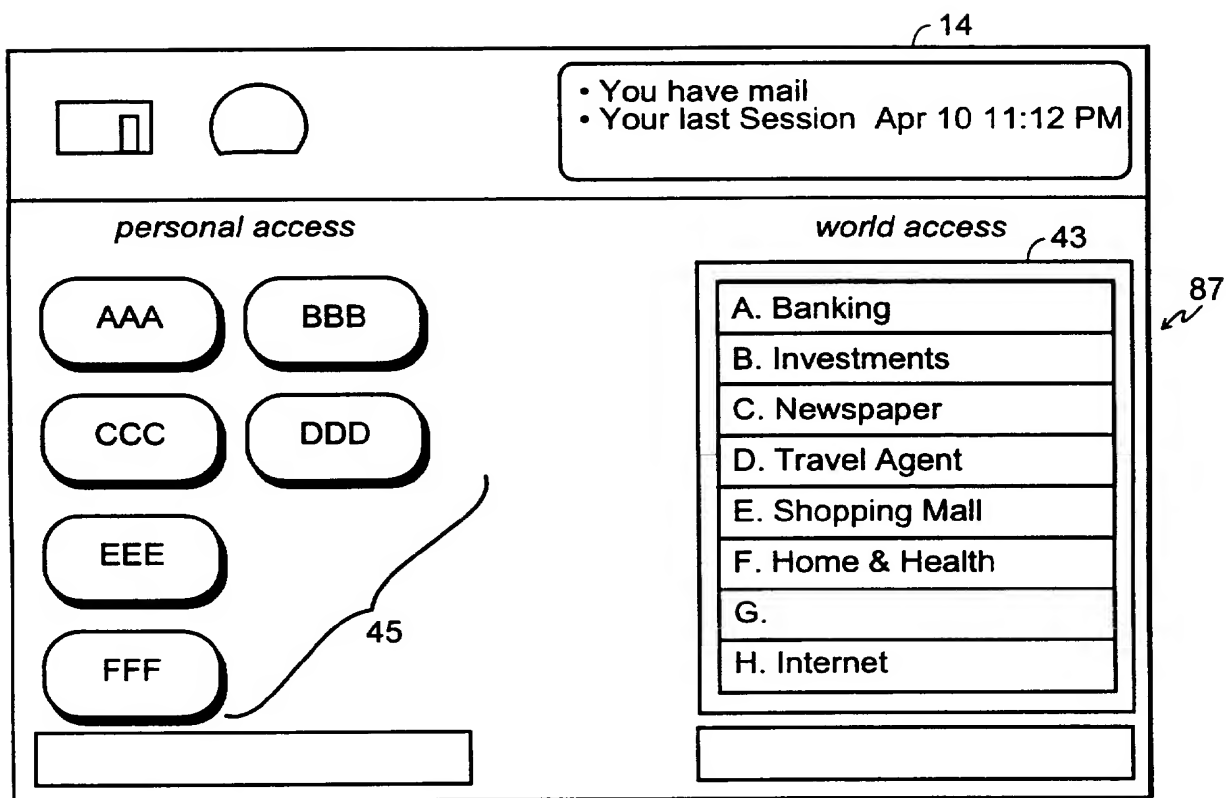 14
• You have mail
• Your last Session Apr 10 11:12 PM
personal access
world access
43
87
AAA BBB
CCC DDD
EEE
FFF
45
A. Banking
B. Investments
C. Newspaper
D. Travel Agent
E. Shopping Mall
F. Home & Health
G.
H. Internet